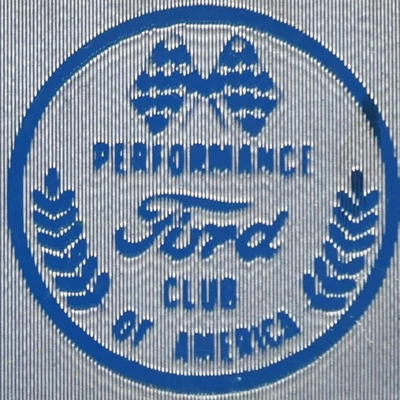 PERFORMANCE
Ford
CLUB
OF AMERICA